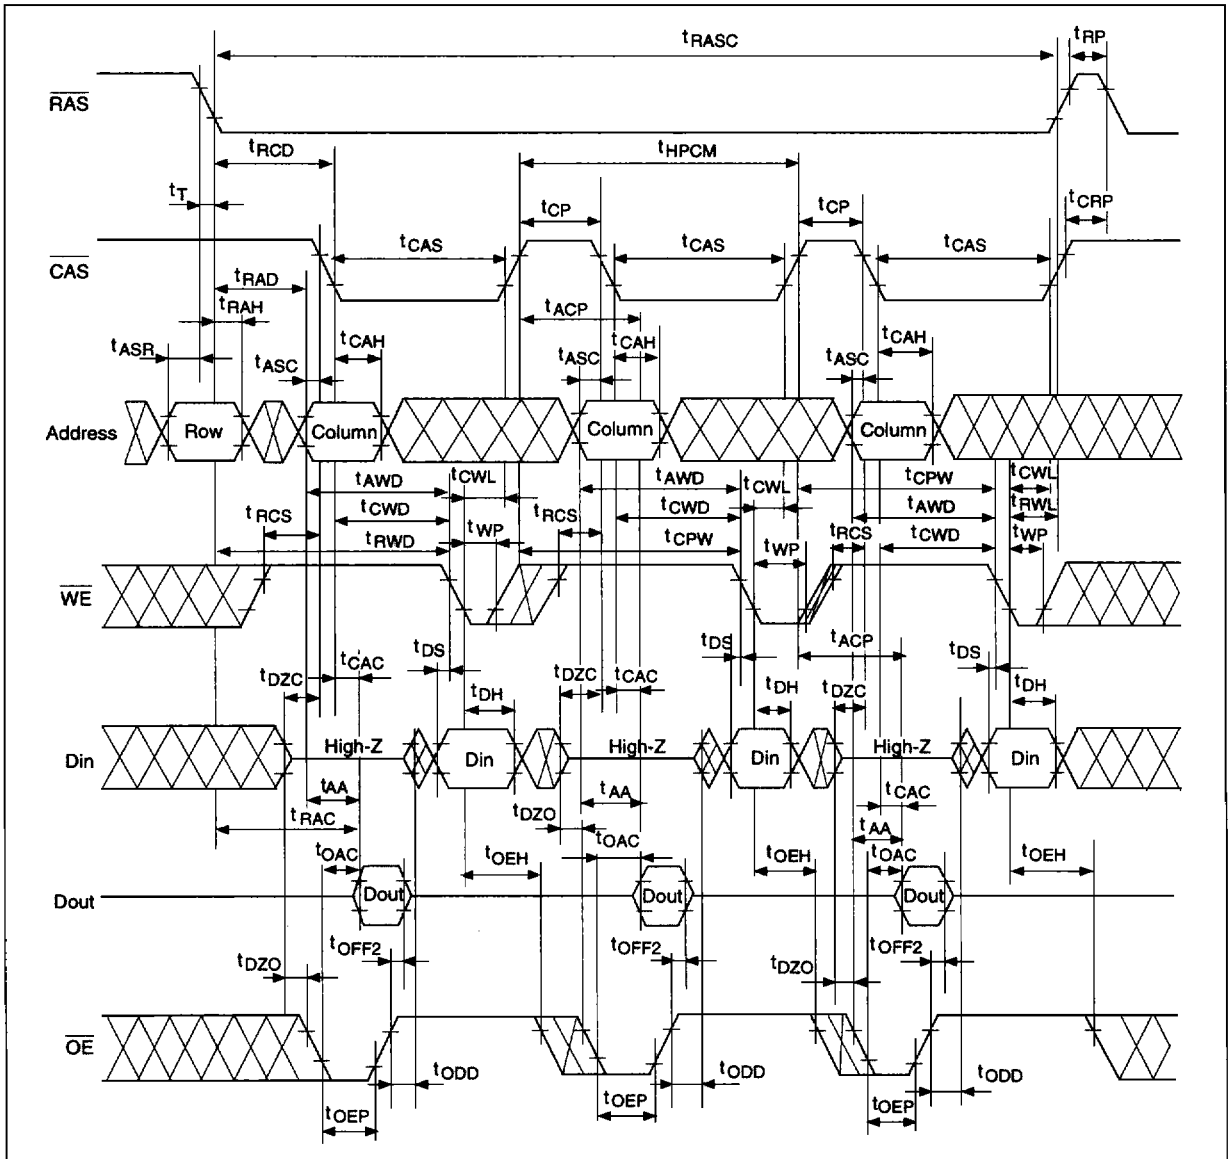 tRASC
tRP
RAS
tRCD
tHPCM
tT
tCP
tCP
tCRP
CAS
tCAS
tCAS
tCAS
tRAD
tRAH
tACP
tASR
tASC
tCAH
tASC
tCAH
tASC
tCAH
Address
Row
Column
Column
Column
tAWD
tCWL
tAWD
tCWL
tCPW
tCWL
tCWD
tCWD
tAWD
tRWL
tRCS
tWP
tRCS
tRCS
tWP
tRWD
tCPW
tWP
tCWD
WE
tACP
tDS
tDS
tDS
tCAC
tDZC
tDZC
tCAC
tDZC
tDH
tDH
tDH
Din
High-Z
Din
High-Z
Din
High-Z
Din
tAA
tAA
tCAC
tRAC
tDZO
tAA
tOAC
tOEH
tOAC
tOEH
tOAC
tOEH
Dout
Dout
Dout
Dout
tDZO
tOFF2
tOFF2
tDZO
tOFF2
OE
tODD
tODD
tODD
tOEP
tOEP
tOEP